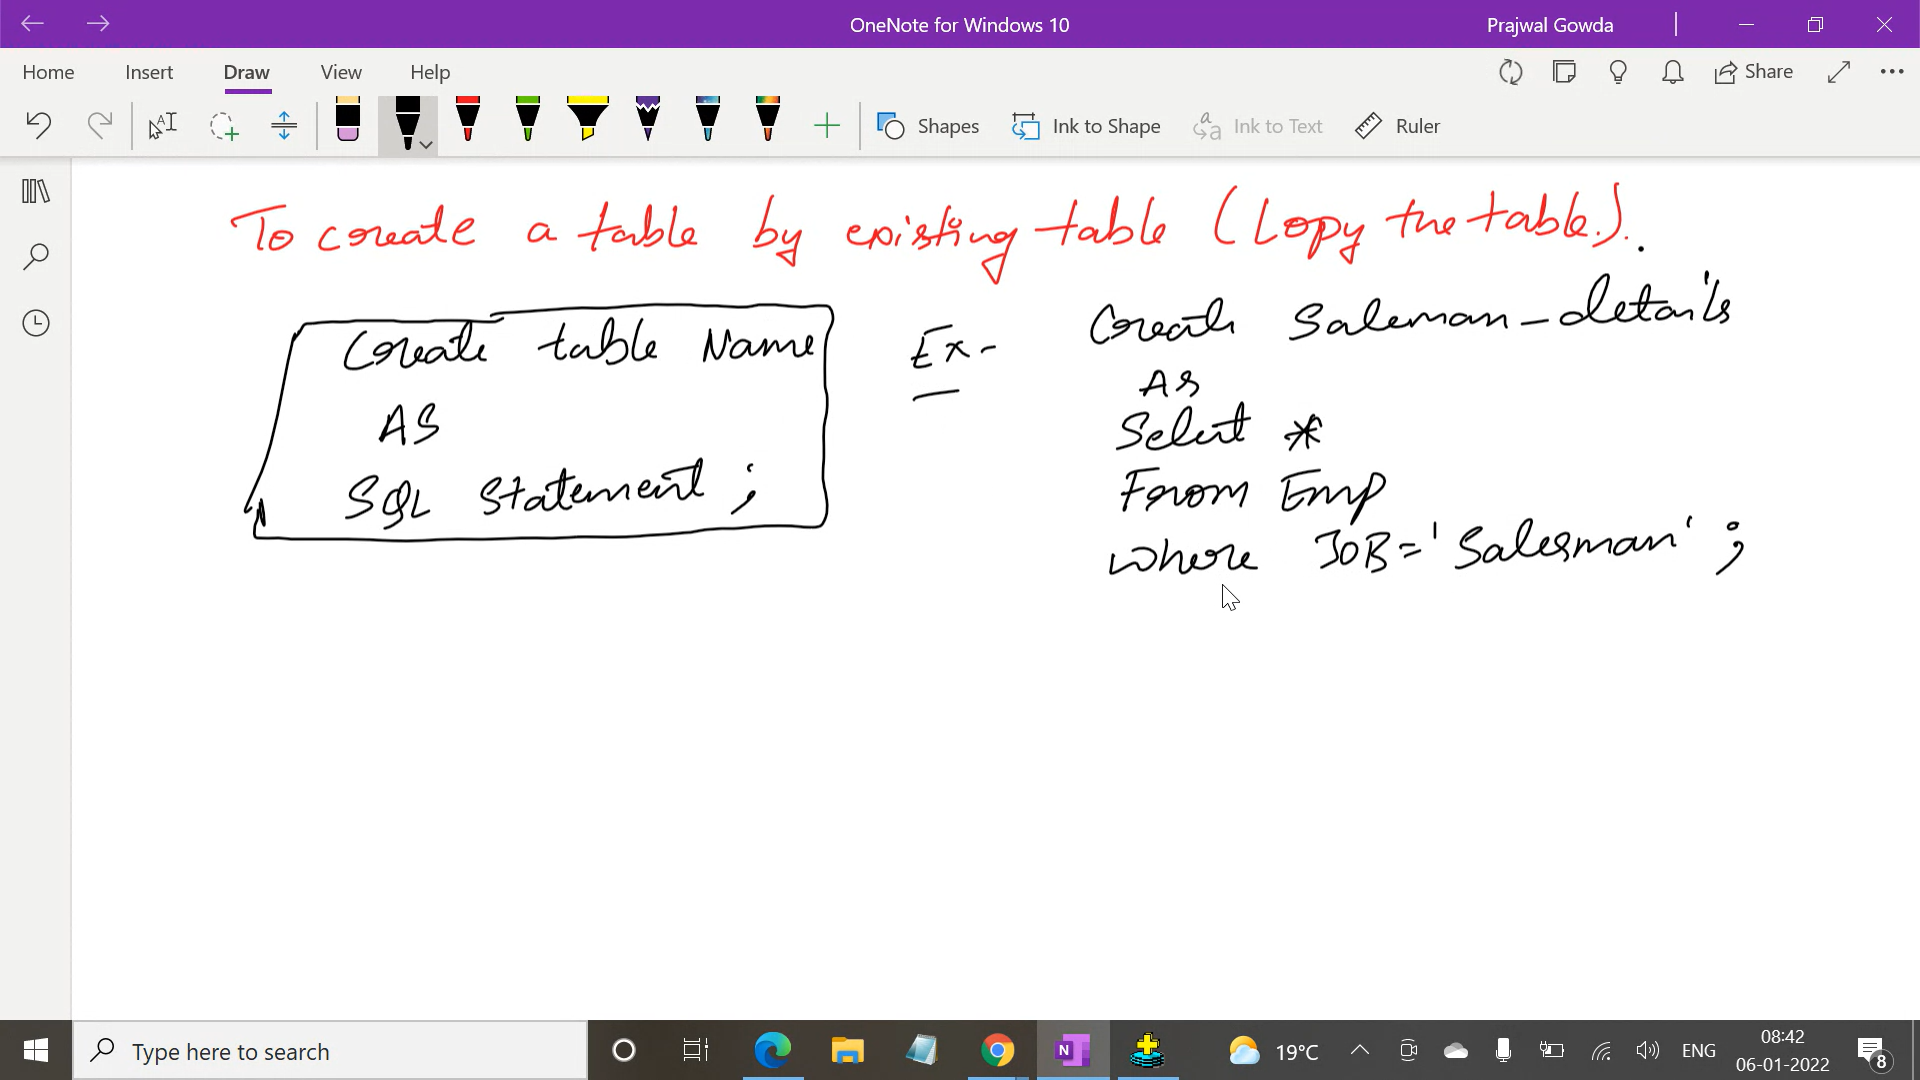 OneNote for Windows 10
Prajwal Gowda
Home Insert Draw View Help
Share
Shapes Ink to Shape Ink to Text Ruler
To create a table by existing table (Copy the table.).
Create table Name
AS
SQL Statement ;
Ex-
Create Saleman-details
As
Select *
From Emp
where JOB='Salesman' ;
Type here to search
19°C
ENG
08:42
06-01-2022
8